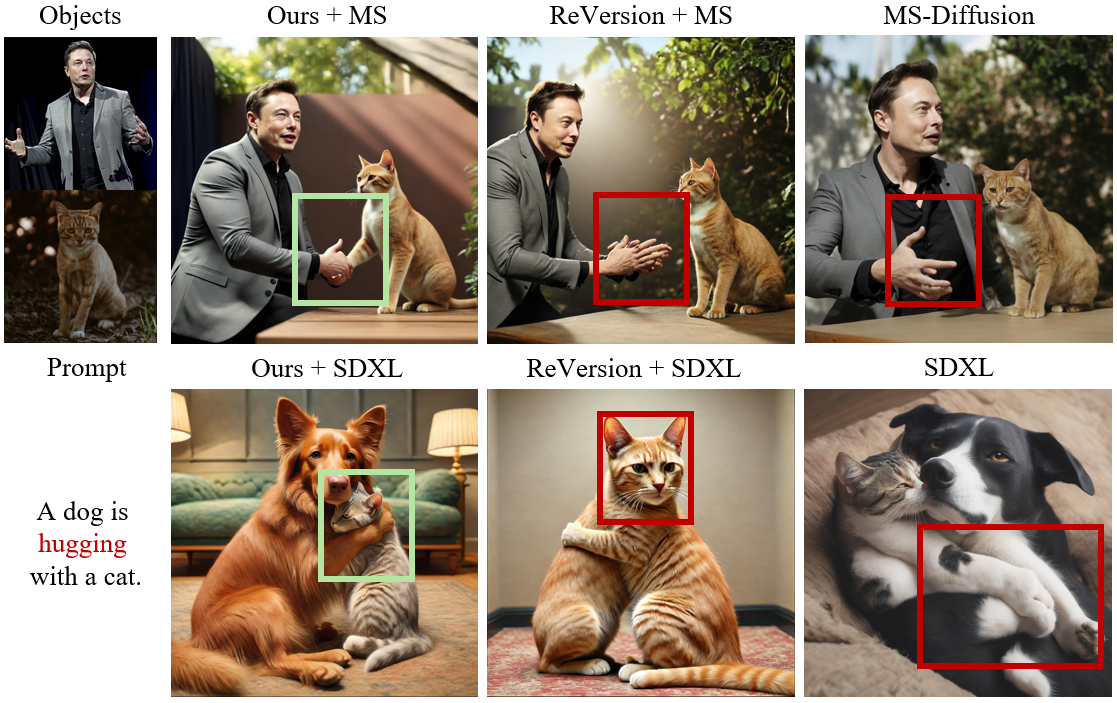 Objects
Ours + MS
ReVersion + MS
MS-Diffusion
Prompt
Ours + SDXL
ReVersion + SDXL
SDXL
A dog is
hugging
with a cat.